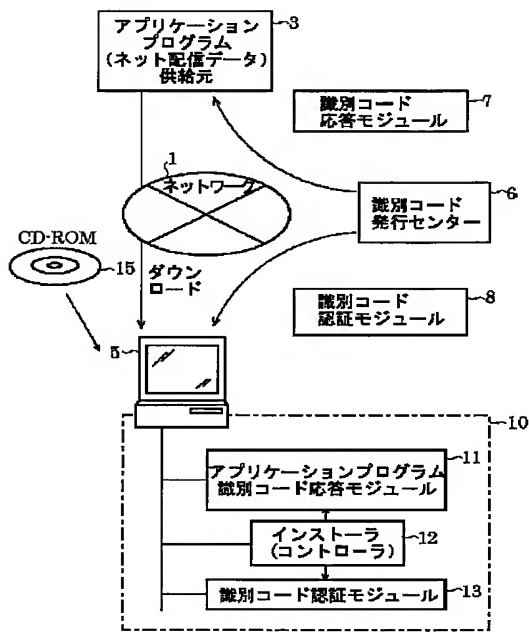 アプリケーション
プログラム
(ネット配信データ)
供給元
3
識別コード
応答モジュール
7
1
ネットワーク
識別コード
発行センター
6
CD-ROM
15
ダウン
ロード
識別コード
認証モジュール
8
5
10
11
アプリケーションプログラム
識別コード応答モジュール
インストーラ
(コントローラ)
12
識別コード認証モジュール
13